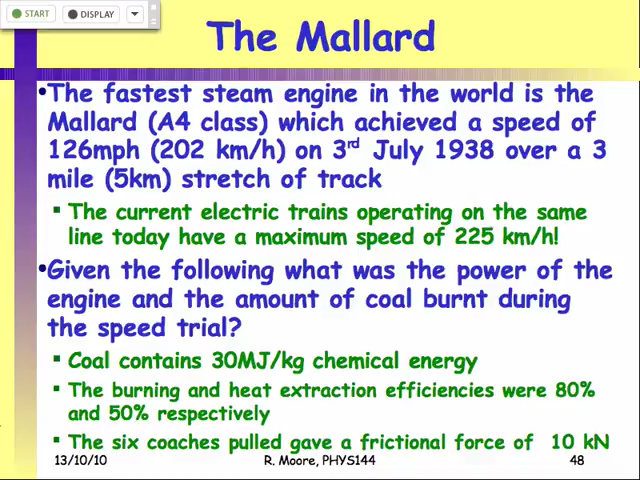 START DISPLAY
The Mallard
•The fastest steam engine in the world is the
Mallard (A4 class) which achieved a speed of
126mph (202 km/h) on 3rd July 1938 over a 3
mile (5km) stretch of track
▪ The current electric trains operating on the same
line today have a maximum speed of 225 km/h!
•Given the following what was the power of the
engine and the amount of coal burnt during
the speed trial?
▪ Coal contains 30MJ/kg chemical energy
▪ The burning and heat extraction efficiencies were 80%
and 50% respectively
▪ The six coaches pulled gave a frictional force of 10 kN
13/10/10 R. Moore, PHYS144 48